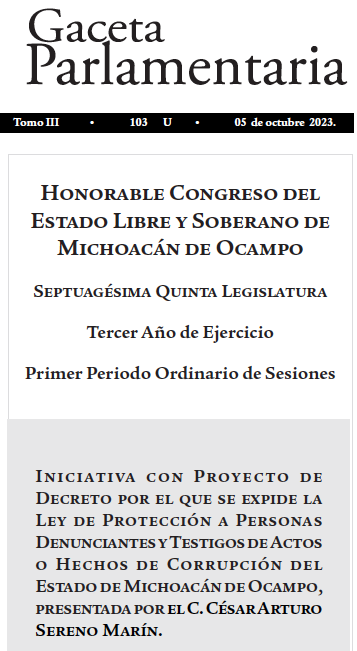 Gaceta
Parlamentaria
Tomo III • 103 U • 05 de octubre 2023.
Honorable Congreso del
Estado Libre y Soberano de
Michoacán de Ocampo
Septuagésima Quinta Legislatura
Tercer Año de Ejercicio
Primer Periodo Ordinario de Sesiones
Iniciativa con Proyecto de
Decreto por el que se expide la
Ley de Protección a Personas
Denunciantes y Testigos de Actos
o Hechos de Corrupción del
Estado de Michoacán de Ocampo,
presentada por el C. César Arturo
Sereno Marín.